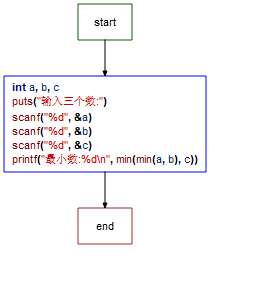 start
int a, b, c
puts("输入三个数:")
scanf("%d", &a)
scanf("%d", &b)
scanf("%d", &c)
printf("最小数:%d\n", min(min(a, b), c))
end